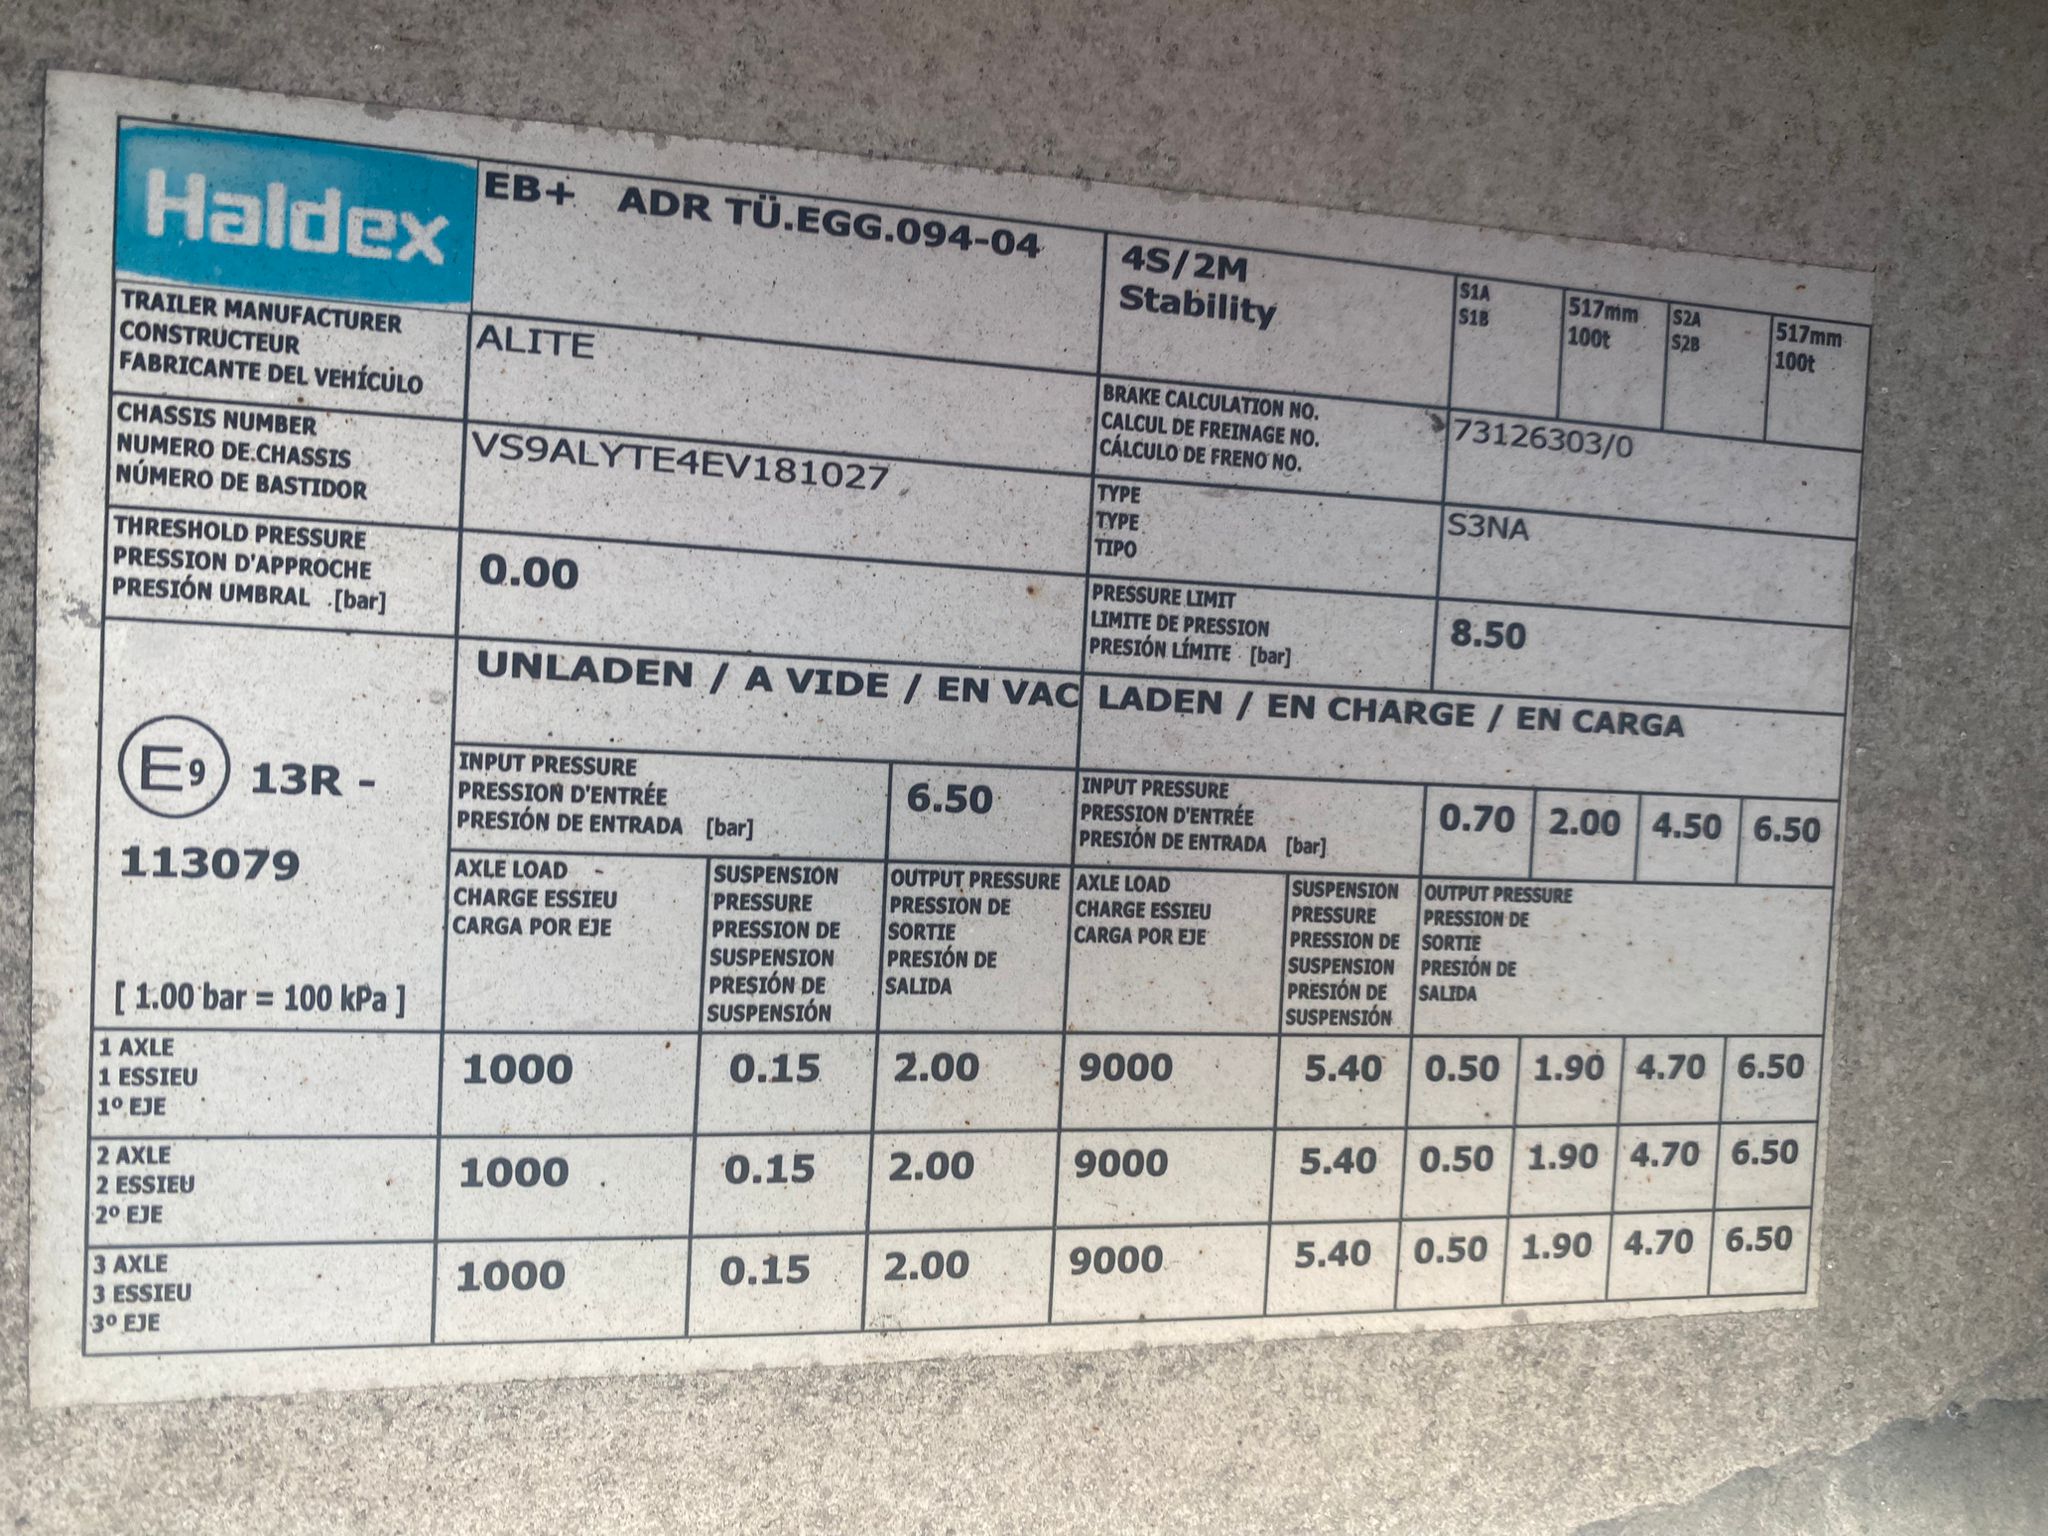 Haldex
EB+ ADR TÜ.EGG.094-04
4S/2M
Stability
S1A
S1B
517mm
100t
S2A
S2B
517mm
100t
TRAILER MANUFACTURER
CONSTRUCTEUR
FABRICANTE DEL VEHÍCULO
ALITE
BRAKE CALCULATION NO.
CALCUL DE FREINAGE NO.
CÁLCULO DE FRENO NO.
73126303/0
CHASSIS NUMBER
NUMERO DE CHASSIS
NÚMERO DE BASTIDOR
VS9ALYTE4EV181027
TYPE
TYPE
TIPO
S3NA
THRESHOLD PRESSURE
PRESSION D'APPROCHE
PRESIÓN UMBRAL [bar]
0.00
PRESSURE LIMIT
LIMITE DE PRESSION
PRESIÓN LÍMITE [bar]
8.50
E9 13R -
113079
[ 1.00 bar = 100 kPa ]
UNLADEN / A VIDE / EN VAC
LADEN / EN CHARGE / EN CARGA
INPUT PRESSURE
PRESSION D'ENTRÉE
PRESIÓN DE ENTRADA [bar]
6.50
INPUT PRESSURE
PRESSION D'ENTRÉE
PRESIÓN DE ENTRADA [bar]
0.70 2.00 4.50 6.50
AXLE LOAD
CHARGE ESSIEU
CARGA POR EJE
SUSPENSION
PRESSURE
PRESSION DE
SUSPENSION
PRESIÓN DE
SUSPENSIÓN
OUTPUT PRESSURE
PRESSION DE
SORTIE
PRESIÓN DE
SALIDA
AXLE LOAD
CHARGE ESSIEU
CARGA POR EJE
SUSPENSION
PRESSURE
PRESSION DE
SUSPENSION
PRESIÓN DE
SUSPENSIÓN
OUTPUT PRESSURE
PRESSION DE
SORTIE
PRESIÓN DE
SALIDA
1 AXLE
1 ESSIEU
1º EJE
1000 0.15 2.00 9000 5.40 0.50 1.90 4.70 6.50
2 AXLE
2 ESSIEU
2º EJE
1000 0.15 2.00 9000 5.40 0.50 1.90 4.70 6.50
3 AXLE
3 ESSIEU
3º EJE
1000 0.15 2.00 9000 5.40 0.50 1.90 4.70 6.50